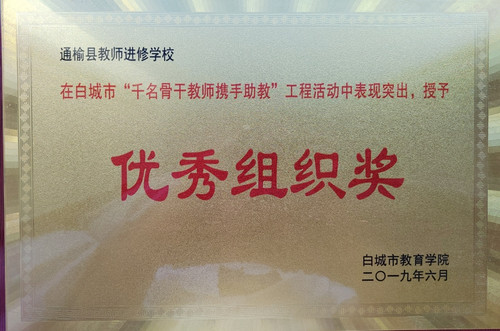 通榆县教师进修学校
在白城市“千名骨干教师携手助教”工程活动中表现突出，授予
优秀组织奖
白城市教育学院
二〇一九年六月